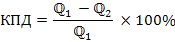 КПД = (ℚ₁ − ℚ₂) / ℚ₁ × 100%